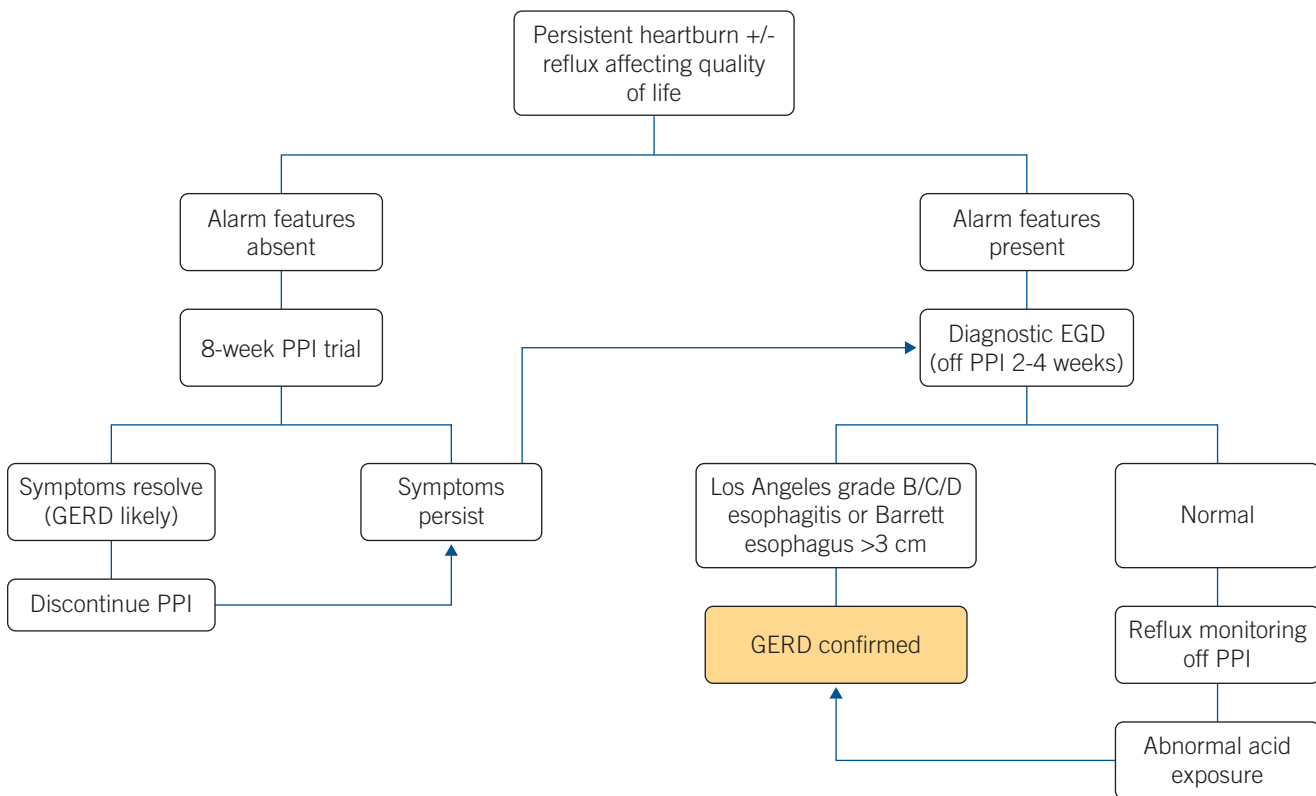 Persistent heartburn +/-
reflux affecting quality
of life
Alarm features
absent
Alarm features
present
8-week PPI trial
Diagnostic EGD
(off PPI 2-4 weeks)
Symptoms resolve
(GERD likely)
Symptoms
persist
Los Angeles grade B/C/D
esophagitis or Barrett
esophagus >3 cm
Normal
Discontinue PPI
GERD confirmed
Reflux monitoring
off PPI
Abnormal acid
exposure